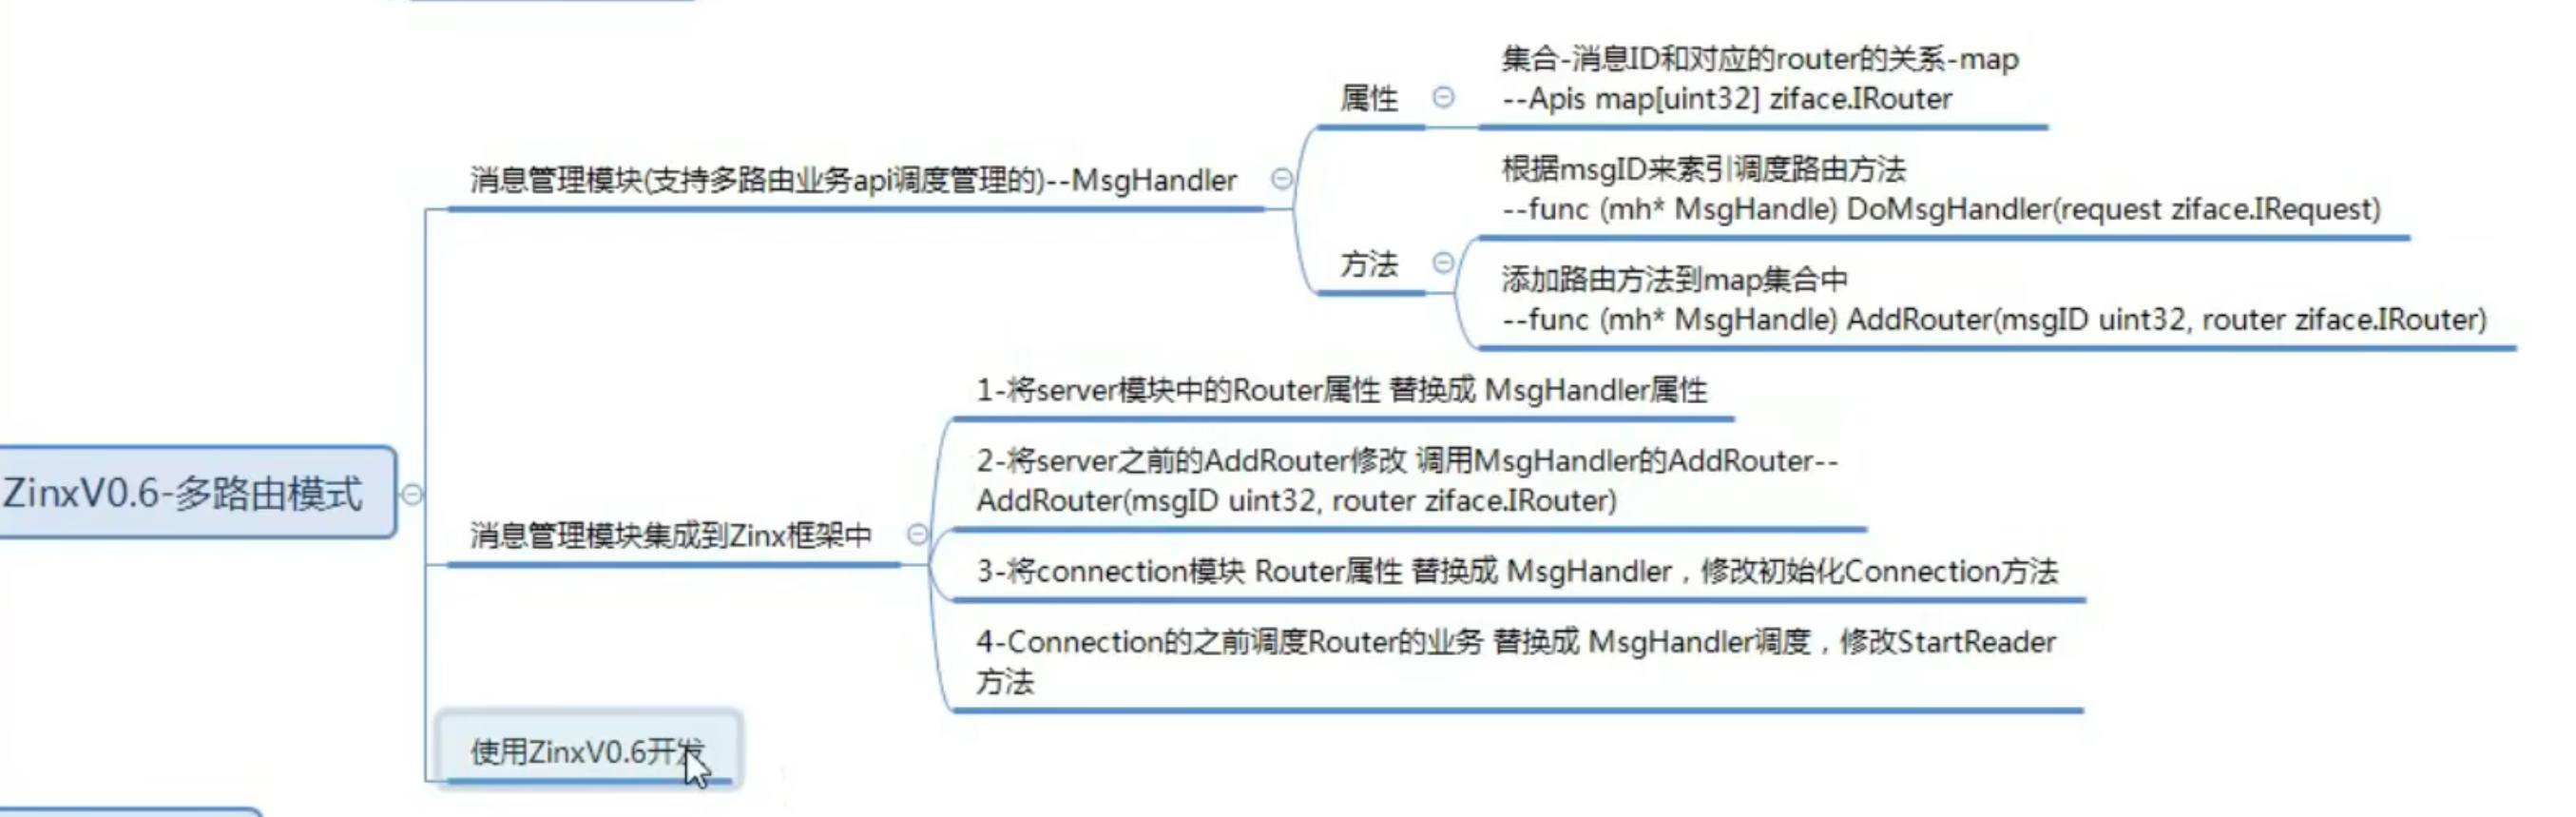 ZinxV0.6-多路由模式
消息管理模块(支持多路由业务api调度管理的)--MsgHandler
属性
集合-消息ID和对应的router的关系-map
--Apis map[uint32] ziface.IRouter
方法
根据msgID来索引调度路由方法
--func (mh* MsgHandle) DoMsgHandler(request ziface.IRequest)
添加路由方法到map集合中
--func (mh* MsgHandle) AddRouter(msgID uint32, router ziface.IRouter)
消息管理模块集成到Zinx框架中
1-将server模块中的Router属性 替换成 MsgHandler属性
2-将server之前的AddRouter修改 调用MsgHandler的AddRouter--
AddRouter(msgID uint32, router ziface.IRouter)
3-将connection模块 Router属性 替换成 MsgHandler，修改初始化Connection方法
4-Connection的之前调度Router的业务 替换成 MsgHandler调度，修改StartReader
方法
使用ZinxV0.6开发